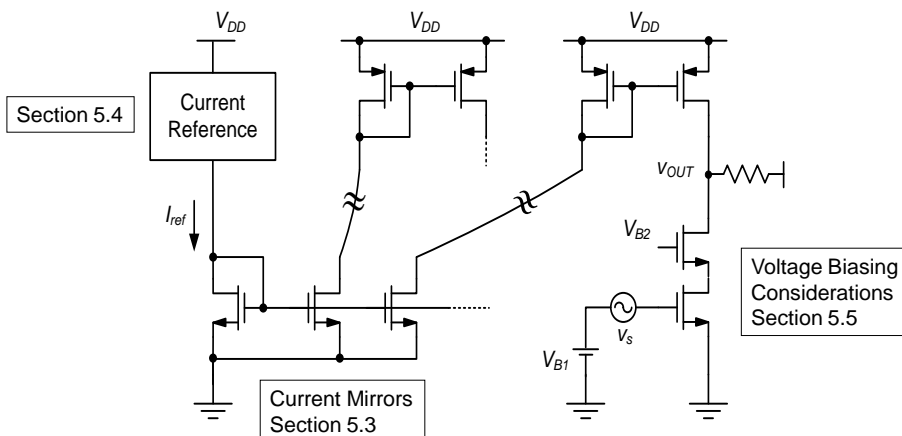 V_DD
V_DD
V_DD
Section 5.4
Current
Reference
I_ref
v_OUT
V_B2
v_s
V_B1
Voltage Biasing
Considerations
Section 5.5
Current Mirrors
Section 5.3